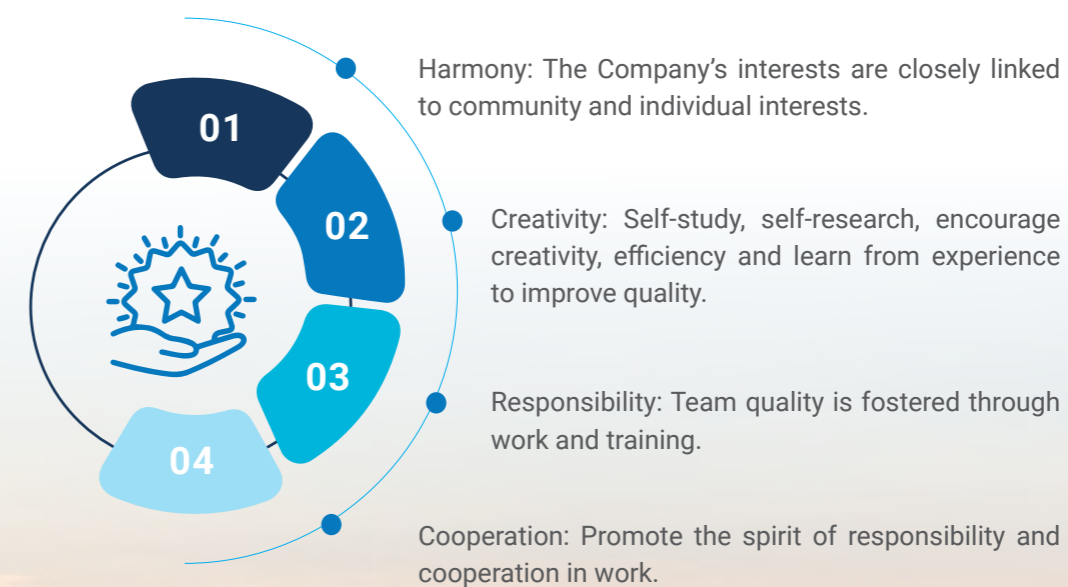 01
Harmony: The Company’s interests are closely linked
to community and individual interests.
02
Creativity: Self-study, self-research, encourage
creativity, efficiency and learn from experience
to improve quality.
03
Responsibility: Team quality is fostered through
work and training.
04
Cooperation: Promote the spirit of responsibility and
cooperation in work.